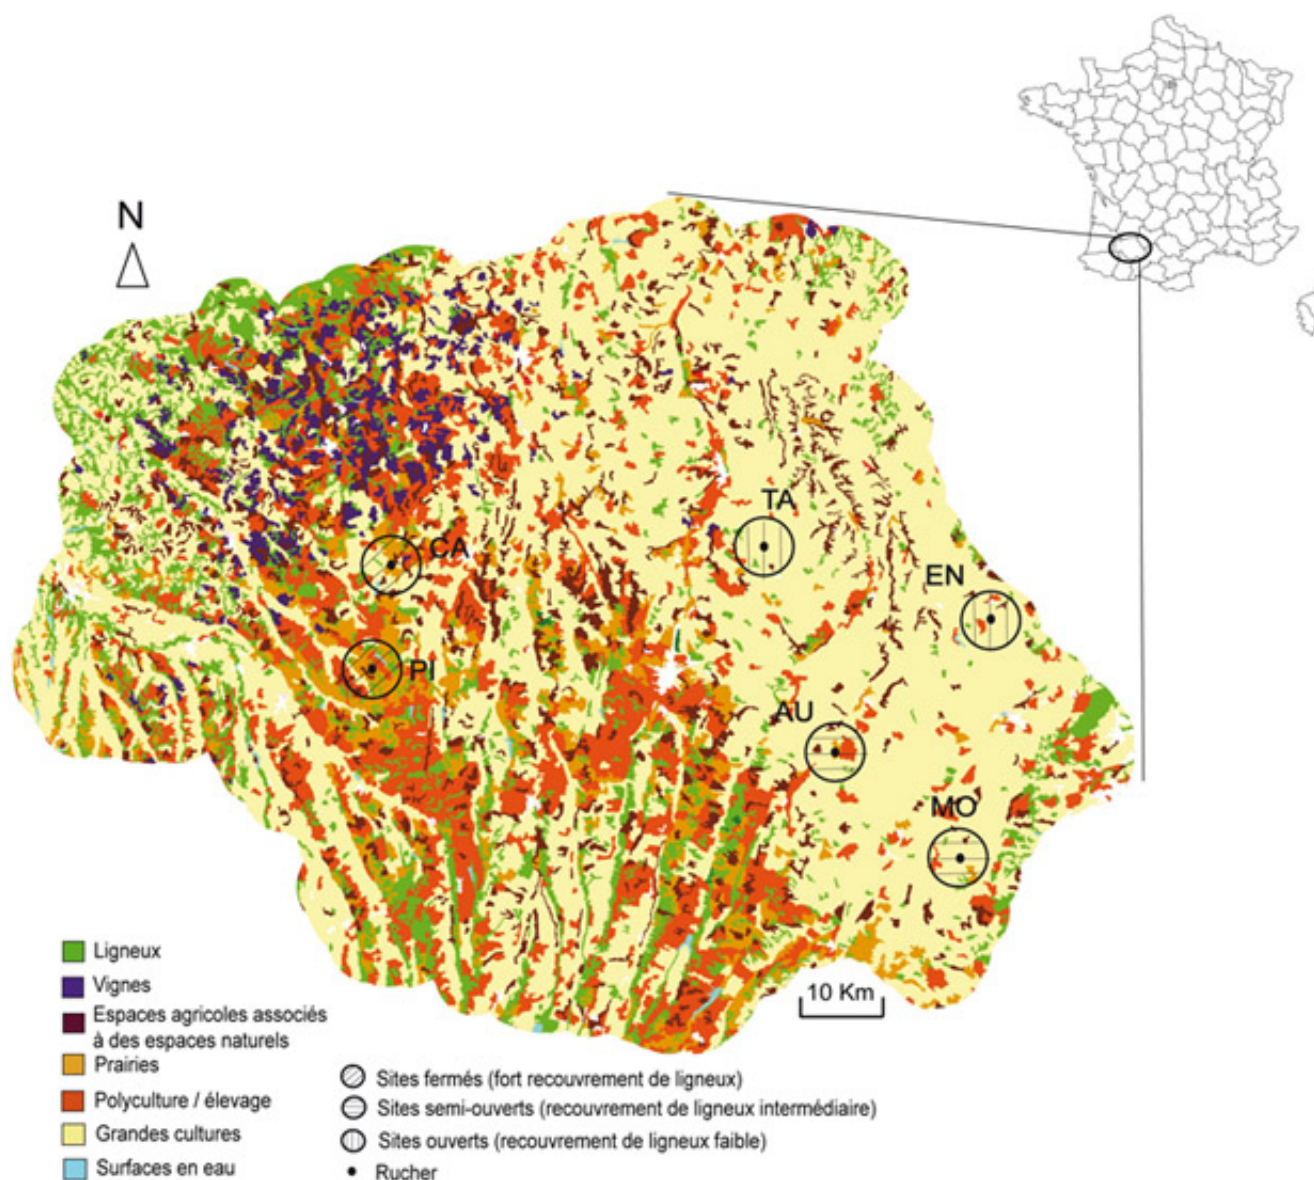 N
TA
CA
EN
PI
AU
MO
10 Km
Ligneux
Vignes
Espaces agricoles associés
à des espaces naturels
Prairies
Polyculture / élevage
Grandes cultures
Surfaces en eau
Sites fermés (fort recouvrement de ligneux)
Sites semi-ouverts (recouvrement de ligneux intermédiaire)
Sites ouverts (recouvrement de ligneux faible)
Rucher